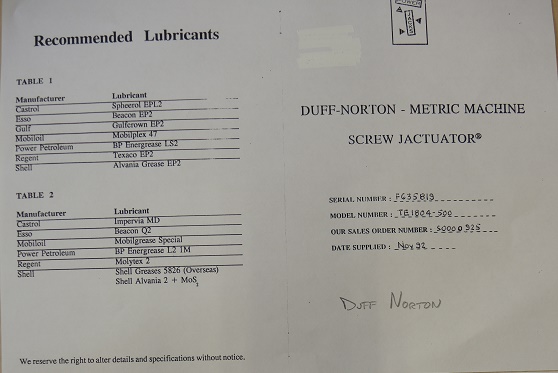 Recommended Lubricants
TABLE 1
Manufacturer Lubricant
Castrol Spheerol EPL2
Esso Beacon EP2
Gulf Gulfcrown EP2
Mobiloil Mobilplex 47
Power Petroleum BP Energrease LS2
Regent Texaco EP2
Shell Alvania Grease EP2
TABLE 2
Manufacturer Lubricant
Castrol Impervia MD
Esso Beacon Q2
Mobiloil Mobilgrease Special
Power Petroleum BP Energrease L2 1M
Regent Molytex 2
Shell Shell Greases 5826 (Overseas)
Shell Alvania 2 + MoS
We reserve the right to alter details and specifications without notice.
DUFF-NORTON - METRIC MACHINE
SCREW JACTUATOR®
SERIAL NUMBER : FG35819
MODEL NUMBER : TE1804-500
OUR SALES ORDER NUMBER :
DATE SUPPLIED : Nov 92
DUFF NORTON